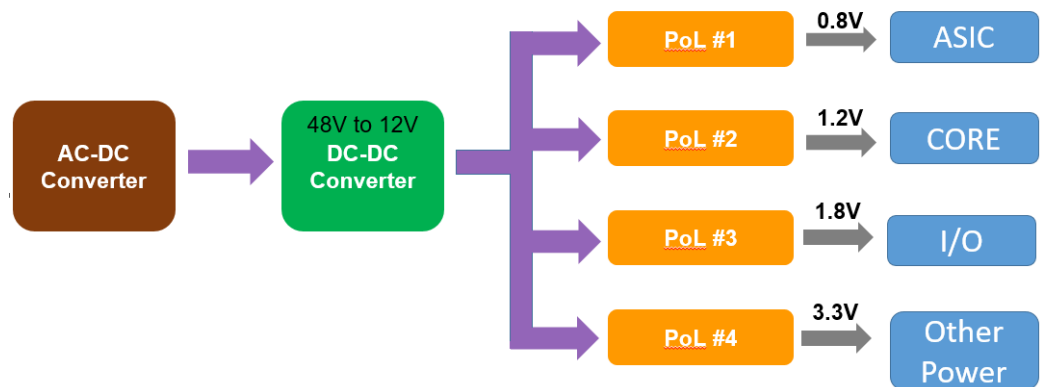 AC-DC
Converter
48V to 12V
DC-DC
Converter
PoL #1
0.8V
ASIC
PoL #2
1.2V
CORE
PoL #3
1.8V
I/O
PoL #4
3.3V
Other
Power